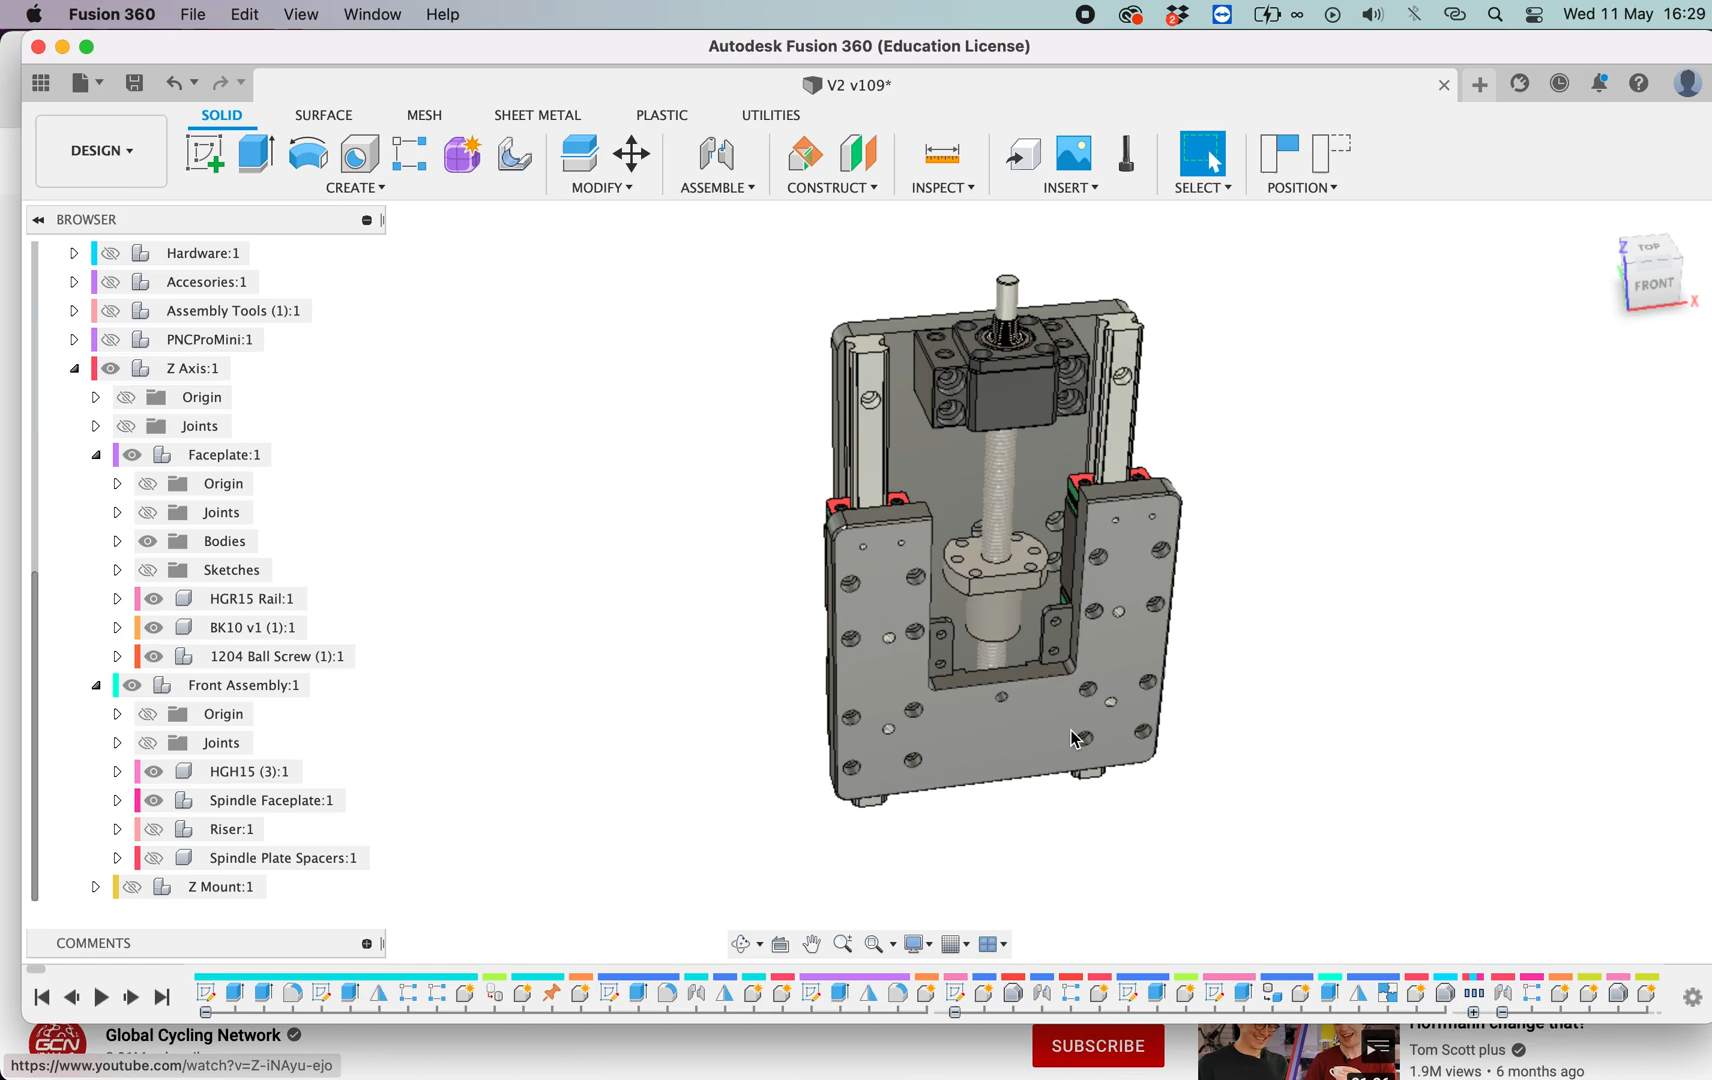 Fusion 360 File Edit View Window Help
2
Wed 11 May 16:29
Autodesk Fusion 360 (Education License)
V2 v109*
SOLID SURFACE MESH SHEET METAL PLASTIC UTILITIES
DESIGN
CREATE MODIFY ASSEMBLE CONSTRUCT INSPECT INSERT SELECT POSITION
BROWSER
Hardware:1
Accesories:1
Assembly Tools (1):1
PNCProMini:1
Z Axis:1
Origin
Joints
Faceplate:1
Origin
Joints
Bodies
Sketches
HGR15 Rail:1
BK10 v1 (1):1
1204 Ball Screw (1):1
Front Assembly:1
Origin
Joints
HGH15 (3):1
Spindle Faceplate:1
Riser:1
Spindle Plate Spacers:1
Z Mount:1
Z
TOP
FRONT
X
COMMENTS
GCN
Global Cycling Network
https://www.youtube.com/watch?v=Z-iNAyu-ejo
SUBSCRIBE
Hoffmann change that?
Tom Scott plus
1.9M views • 6 months ago